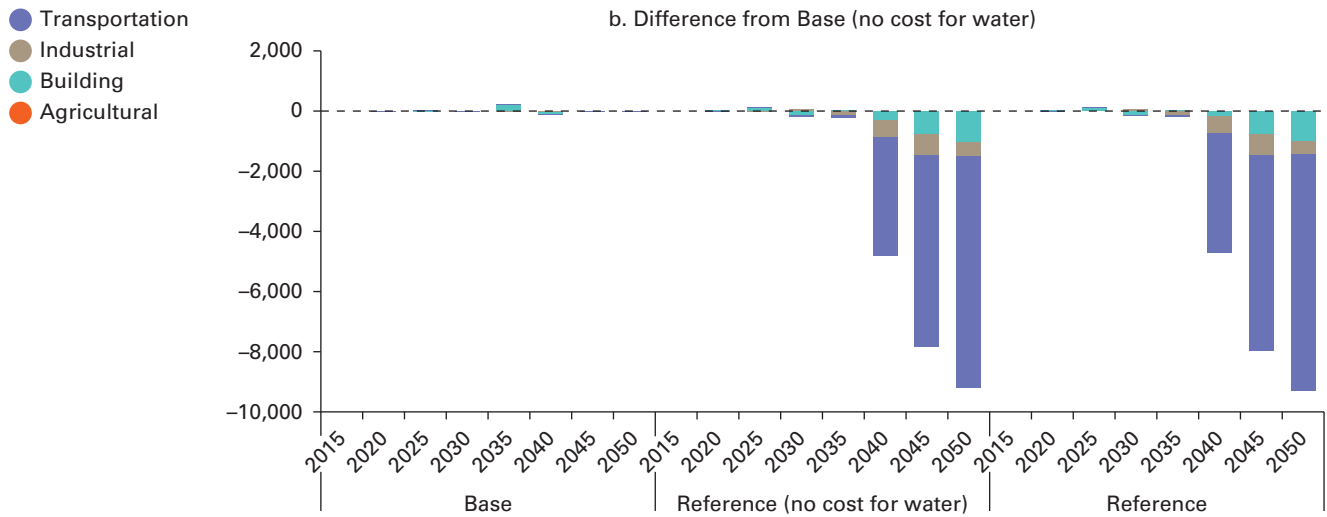 Transportation
Industrial
Building
Agricultural
b. Difference from Base (no cost for water)
2,000
0
–2,000
–4,000
–6,000
–8,000
–10,000
2015 2020 2025 2030 2035 2040 2045 2050 2015 2020 2025 2030 2035 2040 2045 2050 2015 2020 2025 2030 2035 2040 2045 2050
Base Reference (no cost for water) Reference